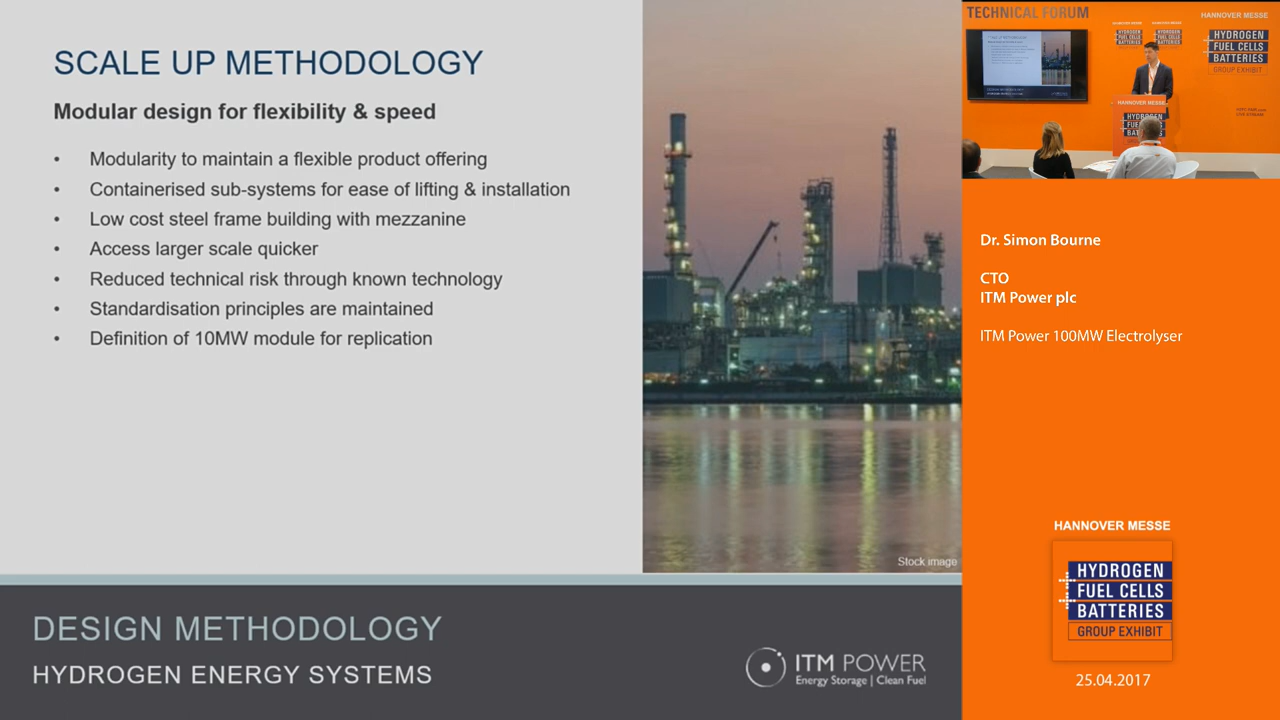 SCALE UP METHODOLOGY
Modular design for flexibility & speed
• Modularity to maintain a flexible product offering
• Containerised sub-systems for ease of lifting & installation
• Low cost steel frame building with mezzanine
• Access larger scale quicker
• Reduced technical risk through known technology
• Standardisation principles are maintained
• Definition of 10MW module for replication
Stock image
DESIGN METHODOLOGY
HYDROGEN ENERGY SYSTEMS
ITM POWER
Energy Storage | Clean Fuel
TECHNICAL FORUM
HANNOVER MESSE
HYDROGEN
FUEL CELLS
BATTERIES
GROUP EXHIBIT
HANNOVER MESSE
Dr. Simon Bourne
CTO
ITM Power plc
ITM Power 100MW Electrolyser
HANNOVER MESSE
HYDROGEN
FUEL CELLS
BATTERIES
GROUP EXHIBIT
25.04.2017